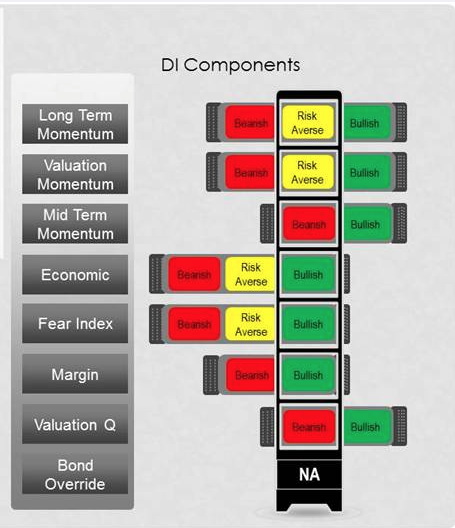 DI Components
Long Term
Momentum
Bearish
Risk
Averse
Bullish
Valuation
Momentum
Bearish
Risk
Averse
Bullish
Mid Term
Momentum
Bearish
Bullish
Economic
Bearish
Risk
Averse
Bullish
Fear Index
Bearish
Risk
Averse
Bullish
Margin
Bearish
Bullish
Valuation Q
Bearish
Bullish
Bond
Override
NA